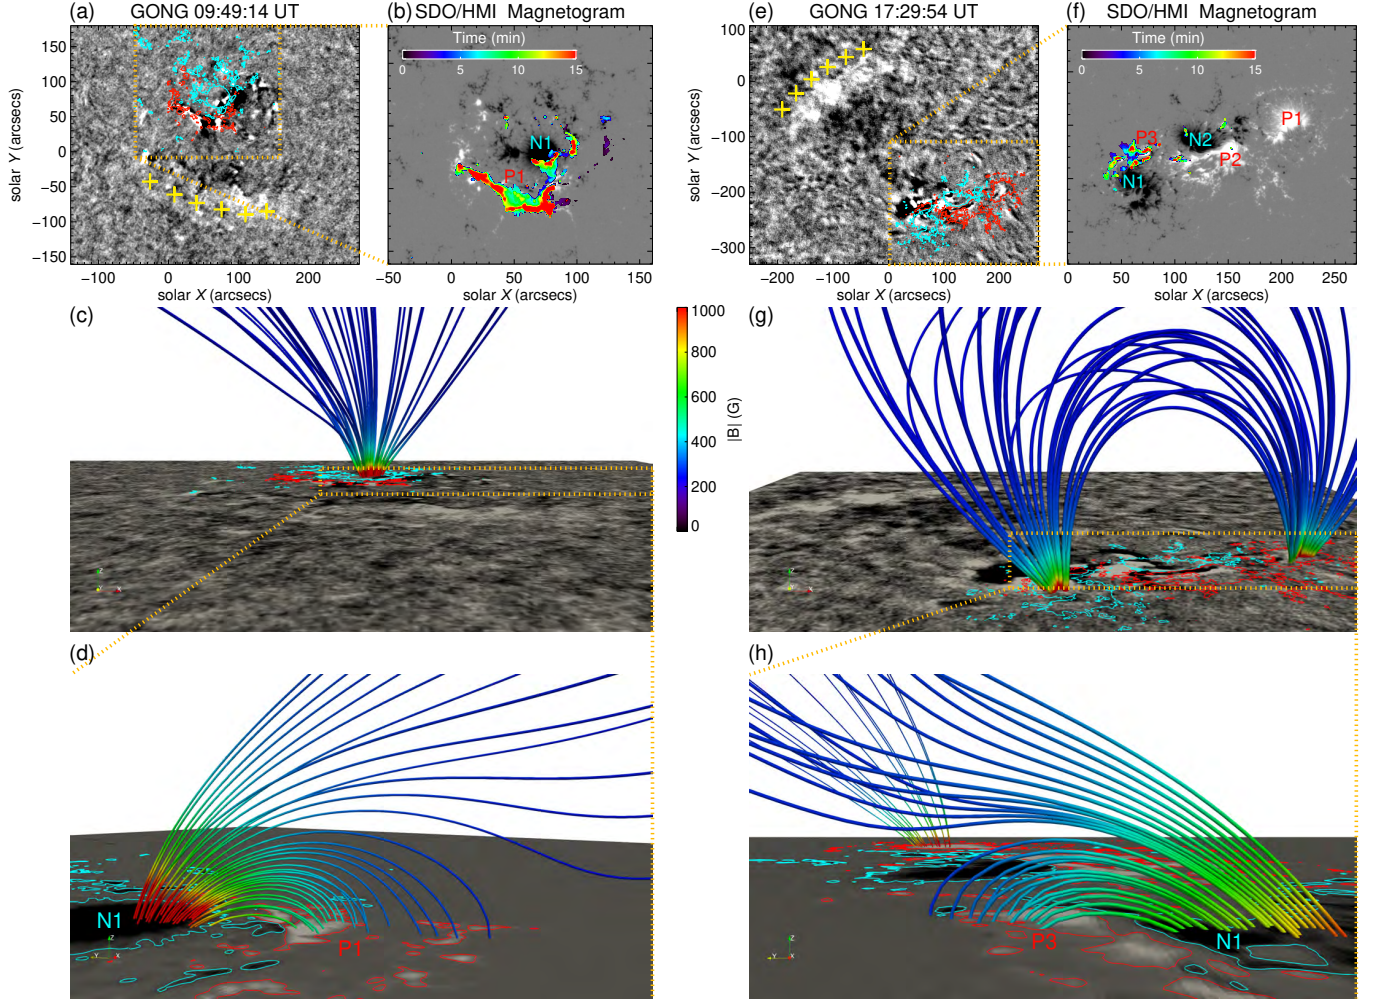 (a) GONG 09:49:14 UT
(b) SDO/HMI Magnetogram
(e) GONG 17:29:54 UT
(f) SDO/HMI Magnetogram
solar Y (arcsecs)
150
100
50
0
−50
−100
−150
−100 0 100 200
solar X (arcsecs)
Time (min)
0 5 10 15
N1
P1
−50 0 50 100 150
solar X (arcsecs)
solar Y (arcsecs)
100
0
−100
−200
−300
−200 −100 0 100 200
solar X (arcsecs)
Time (min)
0 5 10 15
P1
N2
P3
P2
N1
0 50 100 150 200 250
solar X (arcsecs)
(c)
1000
800
600
400
200
0
|B| (G)
(g)
(d)
N1
P1
(h)
P3
N1